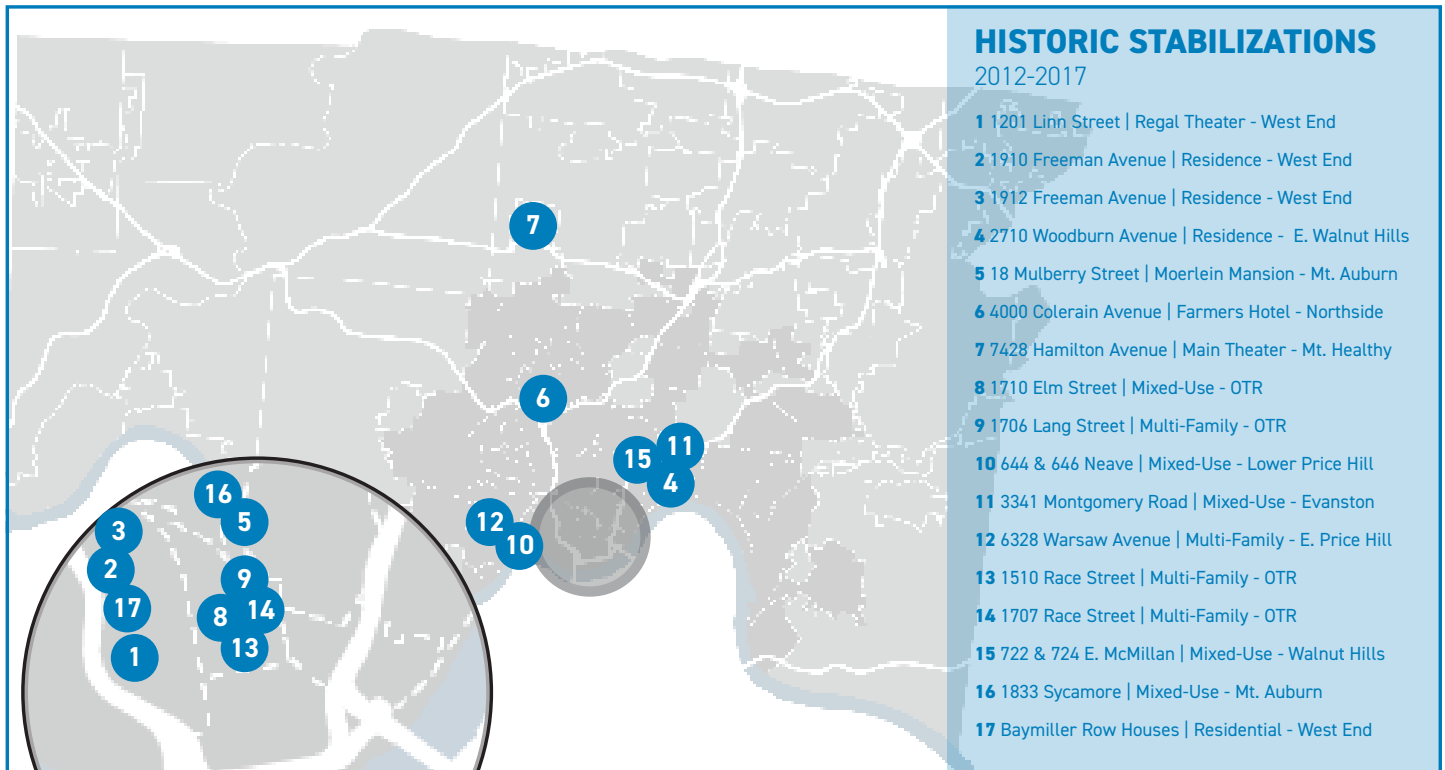 HISTORIC STABILIZATIONS
2012-2017
1 1201 Linn Street | Regal Theater - West End
2 1910 Freeman Avenue | Residence - West End
3 1912 Freeman Avenue | Residence - West End
4 2710 Woodburn Avenue | Residence - E. Walnut Hills
5 18 Mulberry Street | Moerlein Mansion - Mt. Auburn
6 4000 Colerain Avenue | Farmers Hotel - Northside
7 7428 Hamilton Avenue | Main Theater - Mt. Healthy
8 1710 Elm Street | Mixed-Use - OTR
9 1706 Lang Street | Multi-Family - OTR
10 644 & 646 Neave | Mixed-Use - Lower Price Hill
11 3341 Montgomery Road | Mixed-Use - Evanston
12 6328 Warsaw Avenue | Multi-Family - E. Price Hill
13 1510 Race Street | Multi-Family - OTR
14 1707 Race Street | Multi-Family - OTR
15 722 & 724 E. McMillan | Mixed-Use - Walnut Hills
16 1833 Sycamore | Mixed-Use - Mt. Auburn
17 Baymiller Row Houses | Residential - West End
7
6
11
15
4
12
10
16
5
3
2
9
17
8
14
13
1